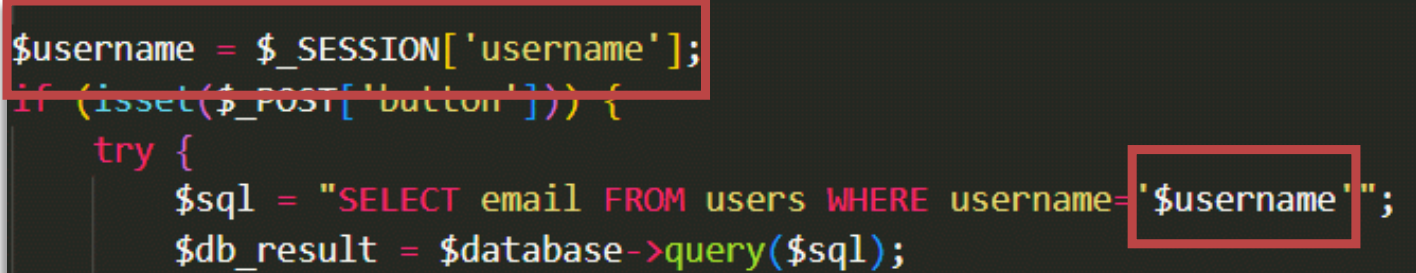 $username = $_SESSION['username'];
if (isset($_POST['button'])) {
try {
$sql = "SELECT email FROM users WHERE username='$username'";
$db_result = $database->query($sql);